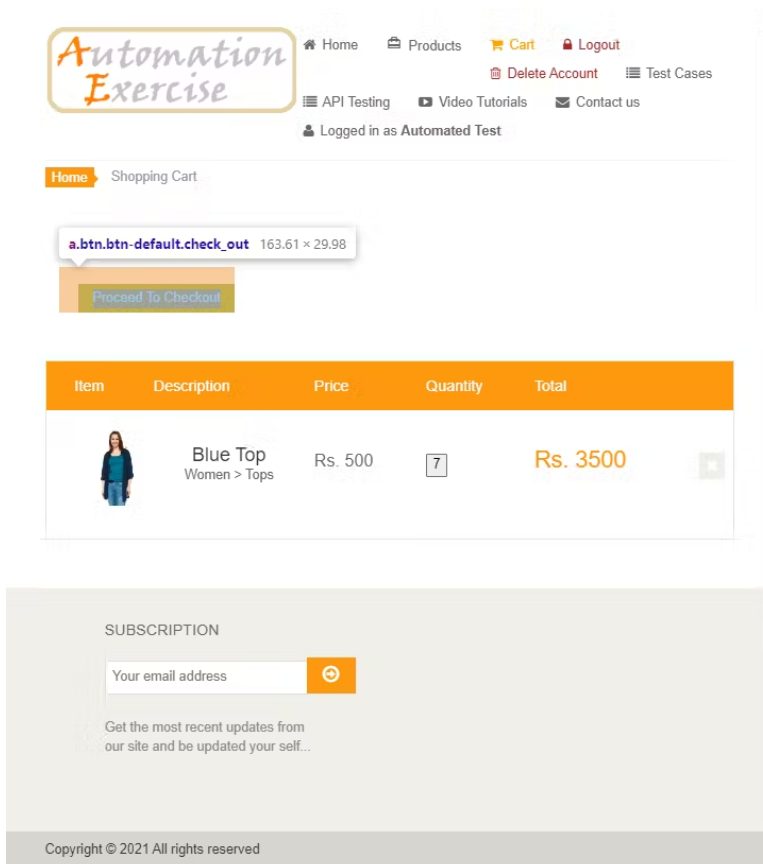 Automation
Exercise
Home Products Cart Logout
Delete Account Test Cases
API Testing Video Tutorials Contact us
Logged in as Automated Test
Home Shopping Cart
a.btn.btn-default.check_out 163.61 × 29.98
Proceed To Checkout
Item Description Price Quantity Total
Blue Top Rs. 500 7 Rs. 3500
Women > Tops
SUBSCRIPTION
Your email address
Get the most recent updates from
our site and be updated your self...
Copyright © 2021 All rights reserved